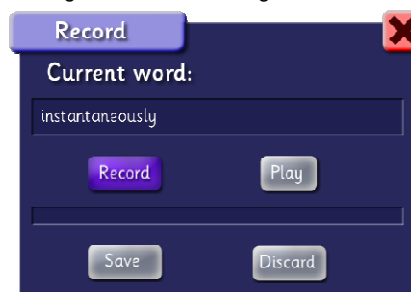 Record
Current word:
instantaneously
Record Play
Save Discard